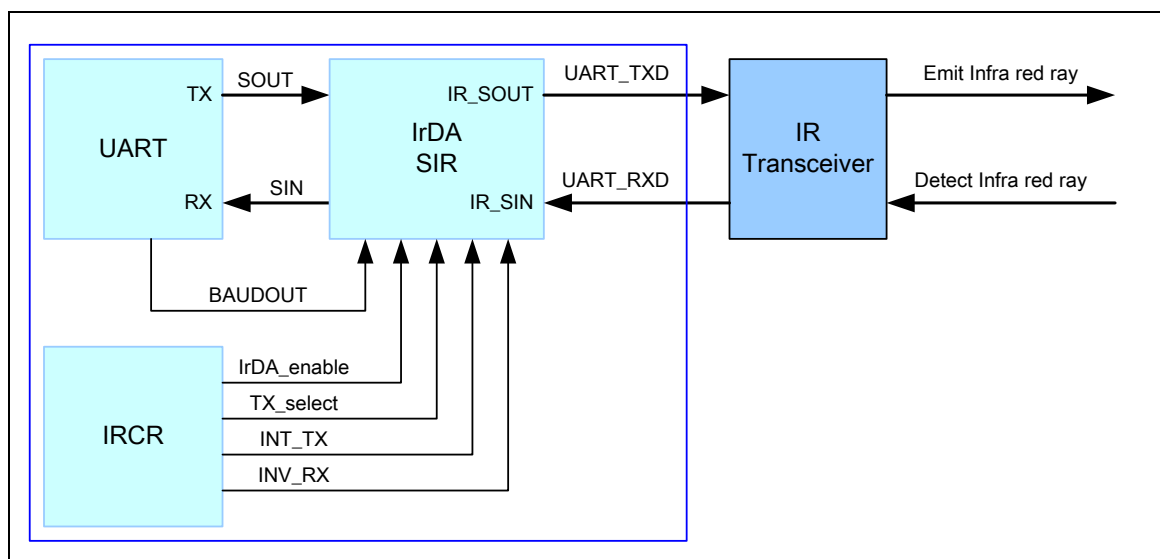 SOUT
TX
UART
SIN
RX
IR_SOUT
IrDA
SIR
IR_SIN
UART_TXD
UART_RXD
IR
Transceiver
Emit Infra red ray
Detect Infra red ray
BAUDOUT
IRCR
IrDA_enable
TX_select
INT_TX
INV_RX